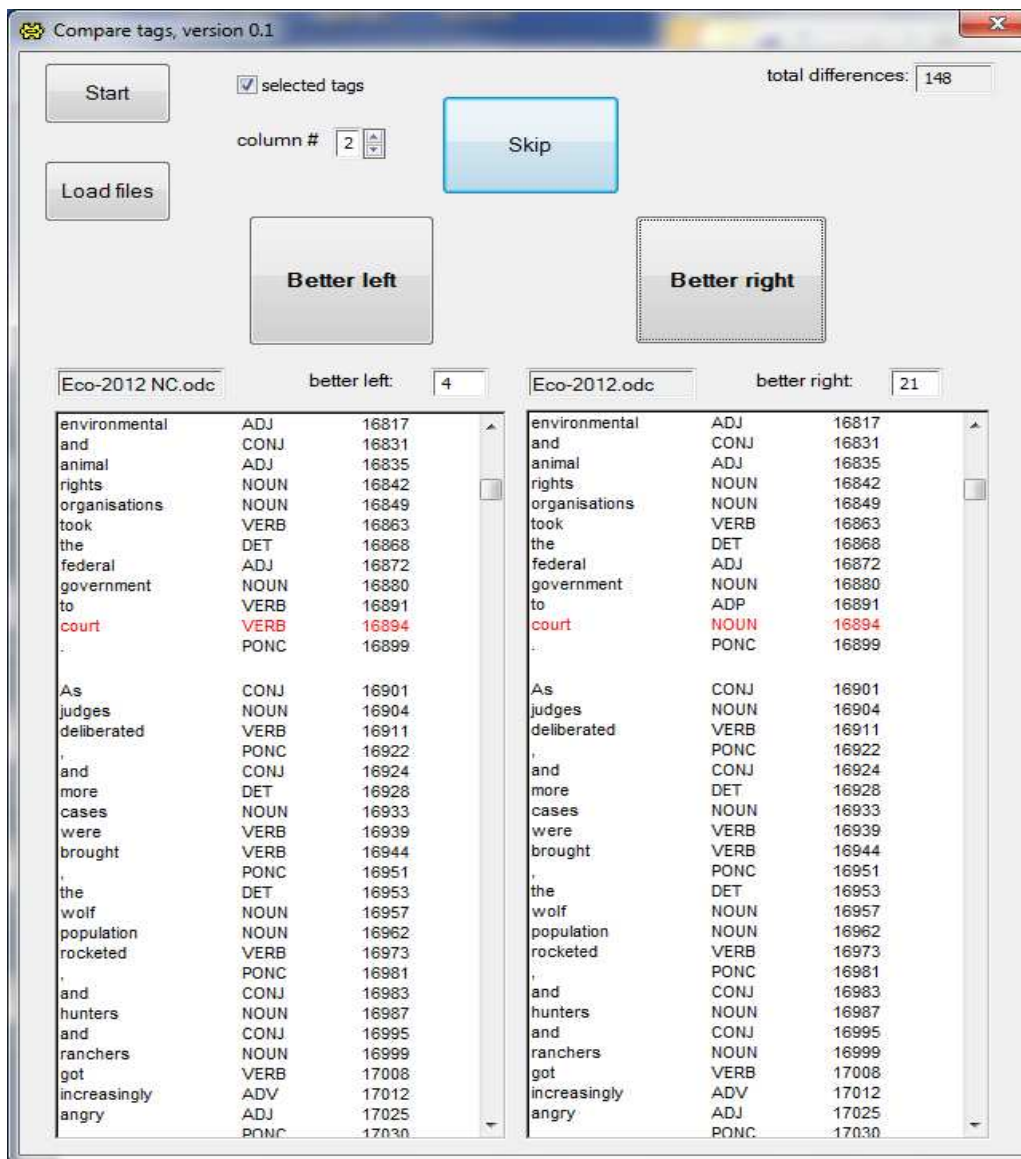 Compare tags, version 0.1
Start
selected tags
total differences: 148
column # 2
Skip
Load files
Better left
Better right
Eco-2012 NC.odc better left: 4
environmental ADJ 16817
and CONJ 16831
animal ADJ 16835
rights NOUN 16842
organisations NOUN 16849
took VERB 16863
the DET 16868
federal ADJ 16872
government NOUN 16880
to VERB 16891
court VERB 16894
. PONC 16899
As CONJ 16901
judges NOUN 16904
deliberated VERB 16911
, PONC 16922
and CONJ 16924
more DET 16928
cases NOUN 16933
were VERB 16939
brought VERB 16944
, PONC 16951
the DET 16953
wolf NOUN 16957
population NOUN 16962
rocketed VERB 16973
, PONC 16981
and CONJ 16983
hunters NOUN 16987
and CONJ 16995
ranchers NOUN 16999
got VERB 17008
increasingly ADV 17012
angry ADJ 17025
PONC 17030
Eco-2012.odc better right: 21
environmental ADJ 16817
and CONJ 16831
animal ADJ 16835
rights NOUN 16842
organisations NOUN 16849
took VERB 16863
the DET 16868
federal ADJ 16872
government NOUN 16880
to ADP 16891
court NOUN 16894
. PONC 16899
As CONJ 16901
judges NOUN 16904
deliberated VERB 16911
, PONC 16922
and CONJ 16924
more DET 16928
cases NOUN 16933
were VERB 16939
brought VERB 16944
, PONC 16951
the DET 16953
wolf NOUN 16957
population NOUN 16962
rocketed VERB 16973
, PONC 16981
and CONJ 16983
hunters NOUN 16987
and CONJ 16995
ranchers NOUN 16999
got VERB 17008
increasingly ADV 17012
angry ADJ 17025
PONC 17030